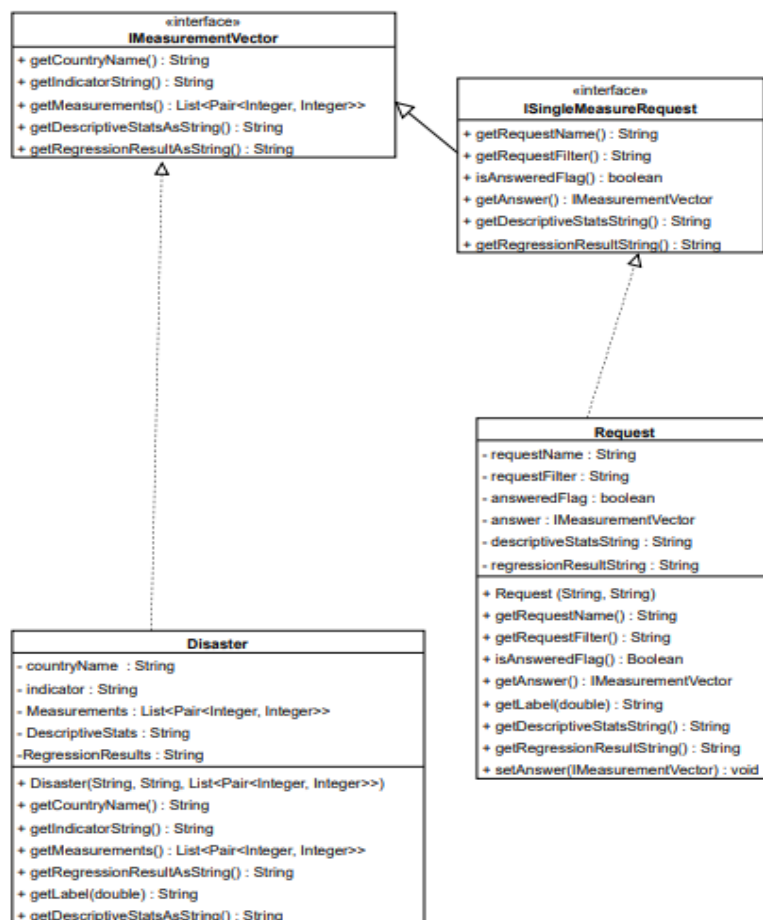 «interface»
IMeasurementVector
+ getCountryName() : String
+ getIndicatorString() : String
+ getMeasurements() : List<Pair<Integer, Integer>>
+ getDescriptiveStatsAsString() : String
+ getRegressionResultAsString() : String
«interface»
ISingleMeasureRequest
+ getRequestName() : String
+ getRequestFilter() : String
+ isAnsweredFlag() : boolean
+ getAnswer() : IMeasurementVector
+ getDescriptiveStatsString() : String
+ getRegressionResultString() : String
Request
- requestName : String
- requestFilter : String
- answeredFlag : boolean
- answer : IMeasurementVector
- descriptiveStatsString : String
- regressionResultString : String
+ Request (String, String)
+ getRequestName() : String
+ getRequestFilter() : String
+ isAnsweredFlag() : Boolean
+ getAnswer() : IMeasurementVector
+ getLabel(double) : String
+ getDescriptiveStatsString() : String
+ getRegressionResultString() : String
+ setAnswer(IMeasurementVector) : void
Disaster
- countryName : String
- indicator : String
- Measurements : List<Pair<Integer, Integer>>
- DescriptiveStats : String
-RegressionResults : String
+ Disaster(String, String, List<Pair<Integer, Integer>>)
+ getCountryName() : String
+ getIndicatorString() : String
+ getMeasurements() : List<Pair<Integer, Integer>>
+ getRegressionResultAsString() : String
+ getLabel(double) : String
+ getDescriptiveStatsAsString() : String